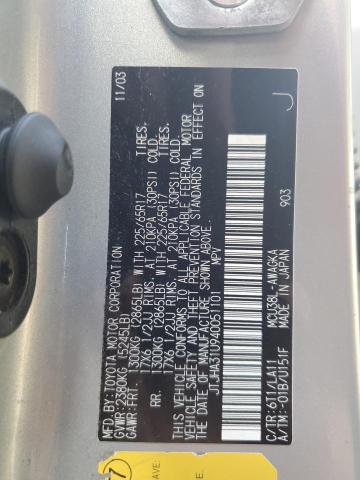 MFD. BY: TOYOTA MOTOR CORPORATION 11/03
GVWR: 2380KG (5245LB)
GAWR: FRT. 1300KG (2865LB) WITH 225/65R17 TIRES,
17X6 1/2JJ RIMS, AT 210KPA (30PSI) COLD.
RR. 1300KG (2865LB) WITH 225/65R17 TIRES,
17X6 1/2JJ RIMS, AT 210KPA (30PSI) COLD.
THIS VEHICLE CONFORMS TO ALL APPLICABLE FEDERAL MOTOR
VEHICLE SAFETY AND THEFT PREVENTION STANDARDS IN EFFECT ON
THE DATE OF MANUFACTURE SHOWN ABOVE.
JTJHA31U940051101 MPV
J
C/TR: 611/LA11 MCU38L-AWAGKA
A/TM: -01B/U151F MADE IN JAPAN 903